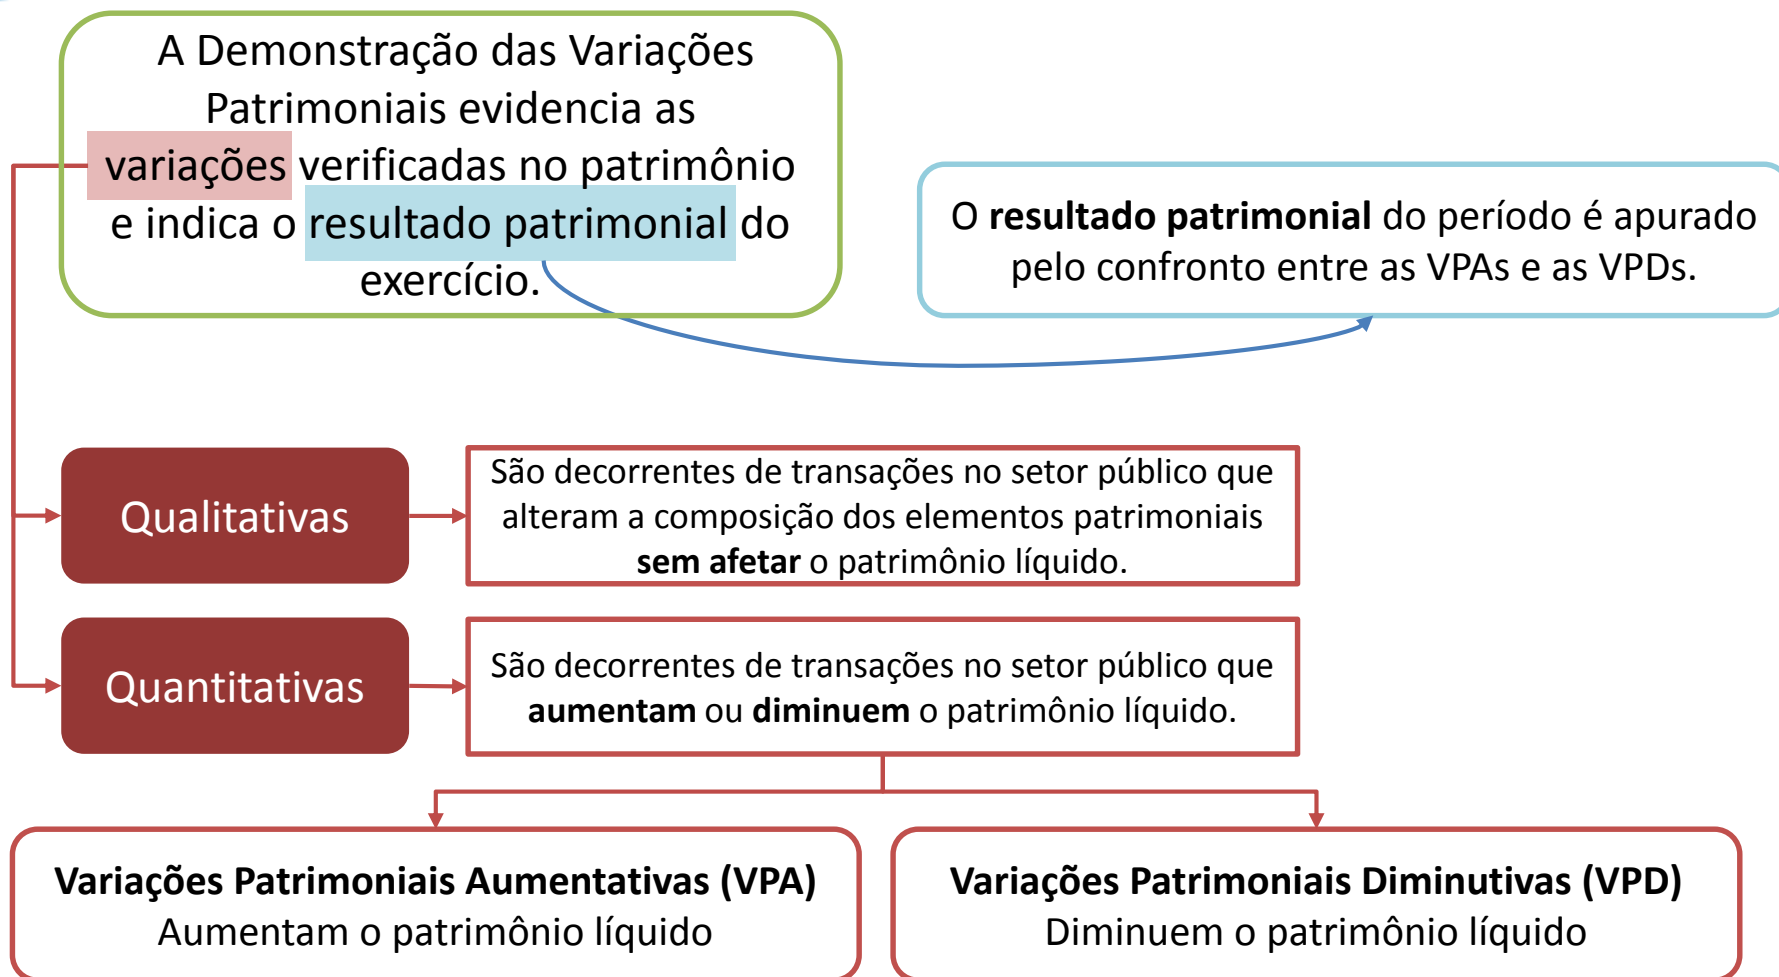 A Demonstração das Variações
Patrimoniais evidencia as
variações verificadas no patrimônio
e indica o resultado patrimonial do
exercício.
O resultado patrimonial do período é apurado
pelo confronto entre as VPAs e as VPDs.
Qualitativas
São decorrentes de transações no setor público que
alteram a composição dos elementos patrimoniais
sem afetar o patrimônio líquido.
Quantitativas
São decorrentes de transações no setor público que
aumentam ou diminuem o patrimônio líquido.
Variações Patrimoniais Aumentativas (VPA)
Aumentam o patrimônio líquido
Variações Patrimoniais Diminutivas (VPD)
Diminuem o patrimônio líquido